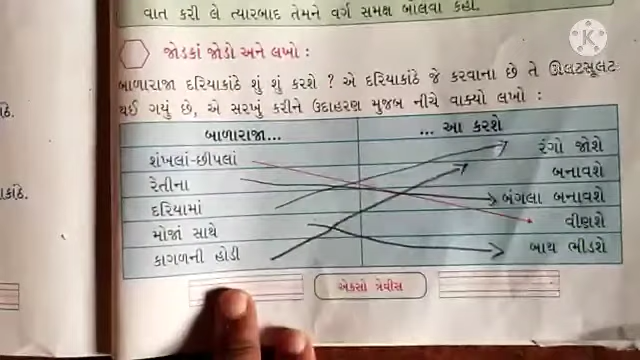 વાત કરી લે ત્યારબાદ તેમને વર્ગ સમક્ષ બોલવા કહો.
જોડકાં જોડો અને લખો :
બાળારાજા દરિયાકાંઠે શું શું કરશે ? એ દરિયાકાંઠે જે કરવાના છે તે ઊલટસૂલટ
થઈ ગયું છે, એ સરખું કરીને ઉદાહરણ મુજબ નીચે વાક્યો લખો :
બાળારાજા... ... આ કરશે
શંખલાં-છીપલાં રંગો જોશે
રેતીના બનાવશે
દરિયામાં બંગલા બનાવશે
મોજાં સાથે વીણશે
કાગળની હોડી બાથ ભીડશે
એકસો ત્રેવીસ